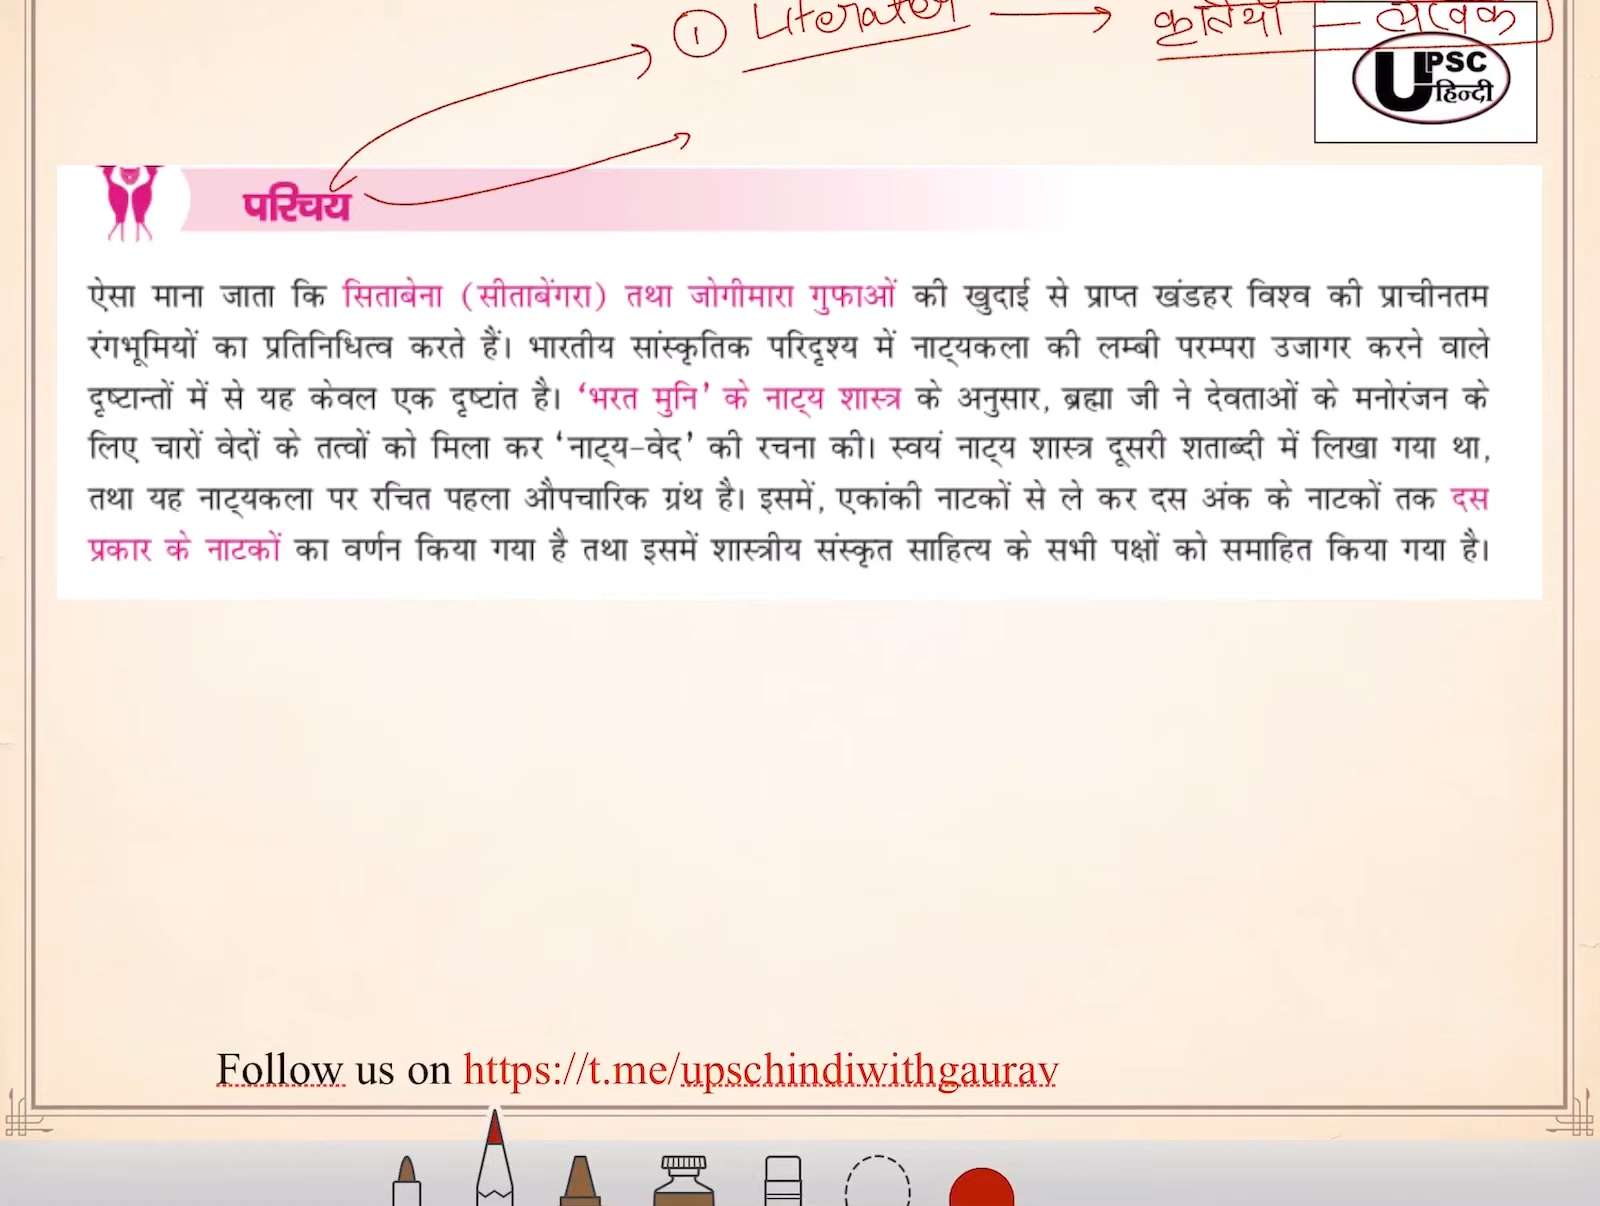 ① Literater → कृतियाँ – लेखक
UPSC
हिन्दी
परिचय
ऐसा माना जाता कि सिताबेना (सीताबेंगरा) तथा जोगीमारा गुफाओं की खुदाई से प्राप्त खंडहर विश्व की प्राचीनतम
रंगभूमियों का प्रतिनिधित्व करते हैं। भारतीय सांस्कृतिक परिदृश्य में नाट्यकला की लम्बी परम्परा उजागर करने वाले
दृष्टान्तों में से यह केवल एक दृष्टांत है। ‘भरत मुनि’ के नाट्य शास्त्र के अनुसार, ब्रह्मा जी ने देवताओं के मनोरंजन के
लिए चारों वेदों के तत्वों को मिला कर ‘नाट्य-वेद’ की रचना की। स्वयं नाट्य शास्त्र दूसरी शताब्दी में लिखा गया था,
तथा यह नाट्यकला पर रचित पहला औपचारिक ग्रंथ है। इसमें, एकांकी नाटकों से ले कर दस अंक के नाटकों तक दस
प्रकार के नाटकों का वर्णन किया गया है तथा इसमें शास्त्रीय संस्कृत साहित्य के सभी पक्षों को समाहित किया गया है।
Follow us on https://t.me/upschindiwithgaurav